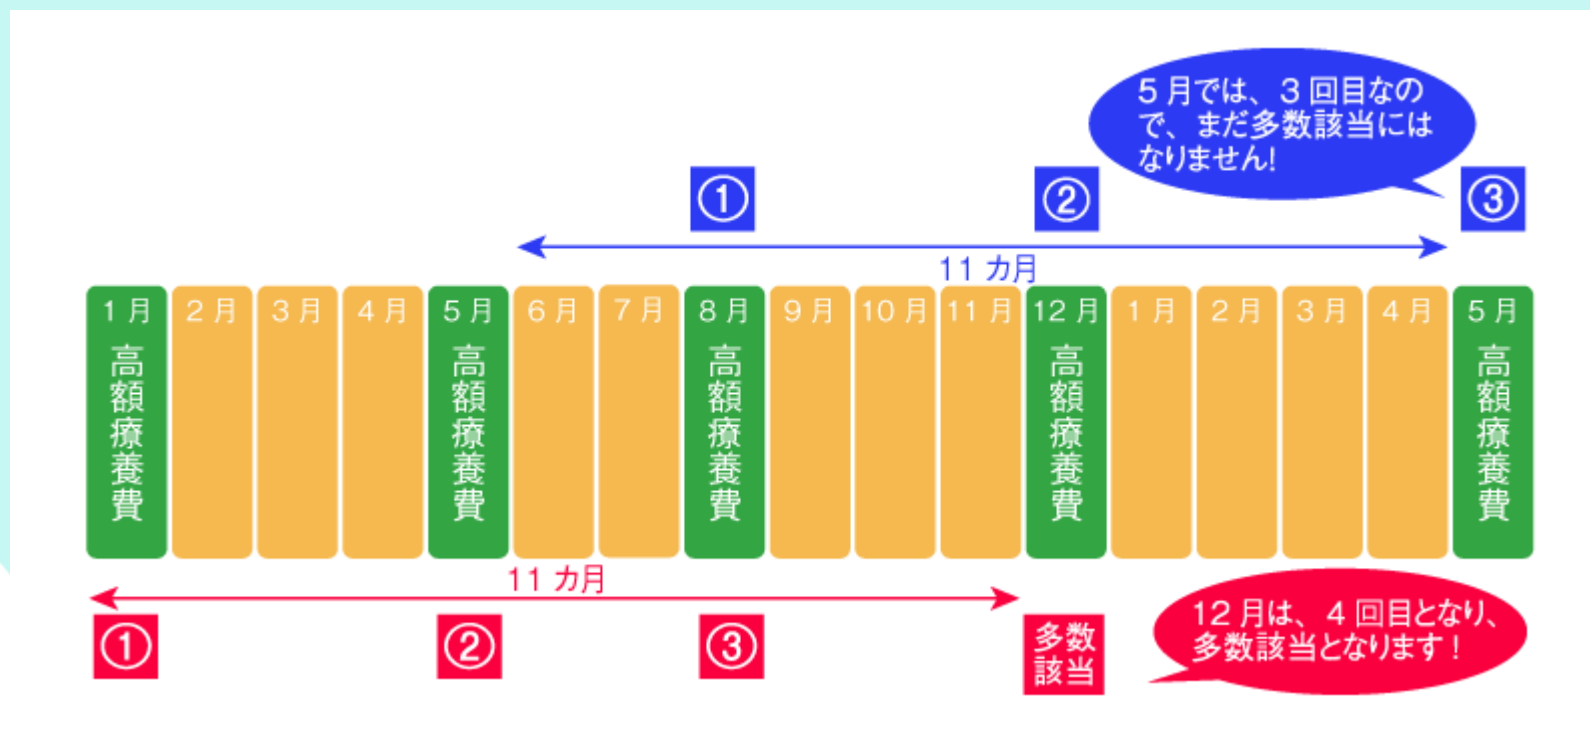 5月では、3回目なの
で、まだ多数該当には
なりません!
①
②
③
11カ月
1月
2月
3月
4月
5月
6月
7月
8月
9月
10月
11月
12月
1月
2月
3月
4月
5月
高額療養費
高額療養費
高額療養費
高額療養費
高額療養費
11カ月
①
②
③
多数
該当
12月は、4回目となり、
多数該当となります!